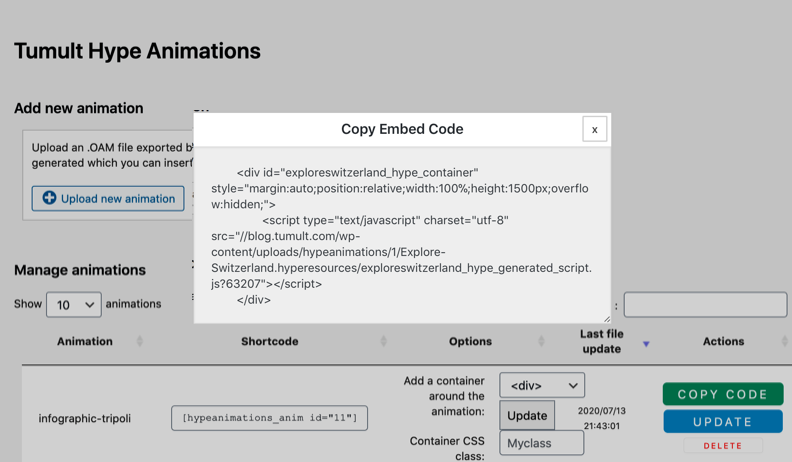 Tumult Hype Animations
Add new animation
Upload an .OAM file exported b
generated which you can insert
Upload new animation
Copy Embed Code
x
<div id="exploreswitzerland_hype_container"
style="margin:auto;position:relative;width:100%;height:1500px;overflo
w:hidden;">
<script type="text/javascript" charset="utf-8"
src="//blog.tumult.com/wp-
content/uploads/hypeanimations/1/Explore-
Switzerland.hyperesources/exploreswitzerland_hype_generated_script.
js?63207"></script>
</div>
Manage animations
Show 10 animations
:
Animation Shortcode Options Last file
update Actions
infographic-tripoli
[hypeanimations_anim id="11"]
Add a container
around the
animation:
<div>
Update
Container CSS
class:
Myclass
2020/07/13
21:43:01
COPY CODE
UPDATE
DELETE